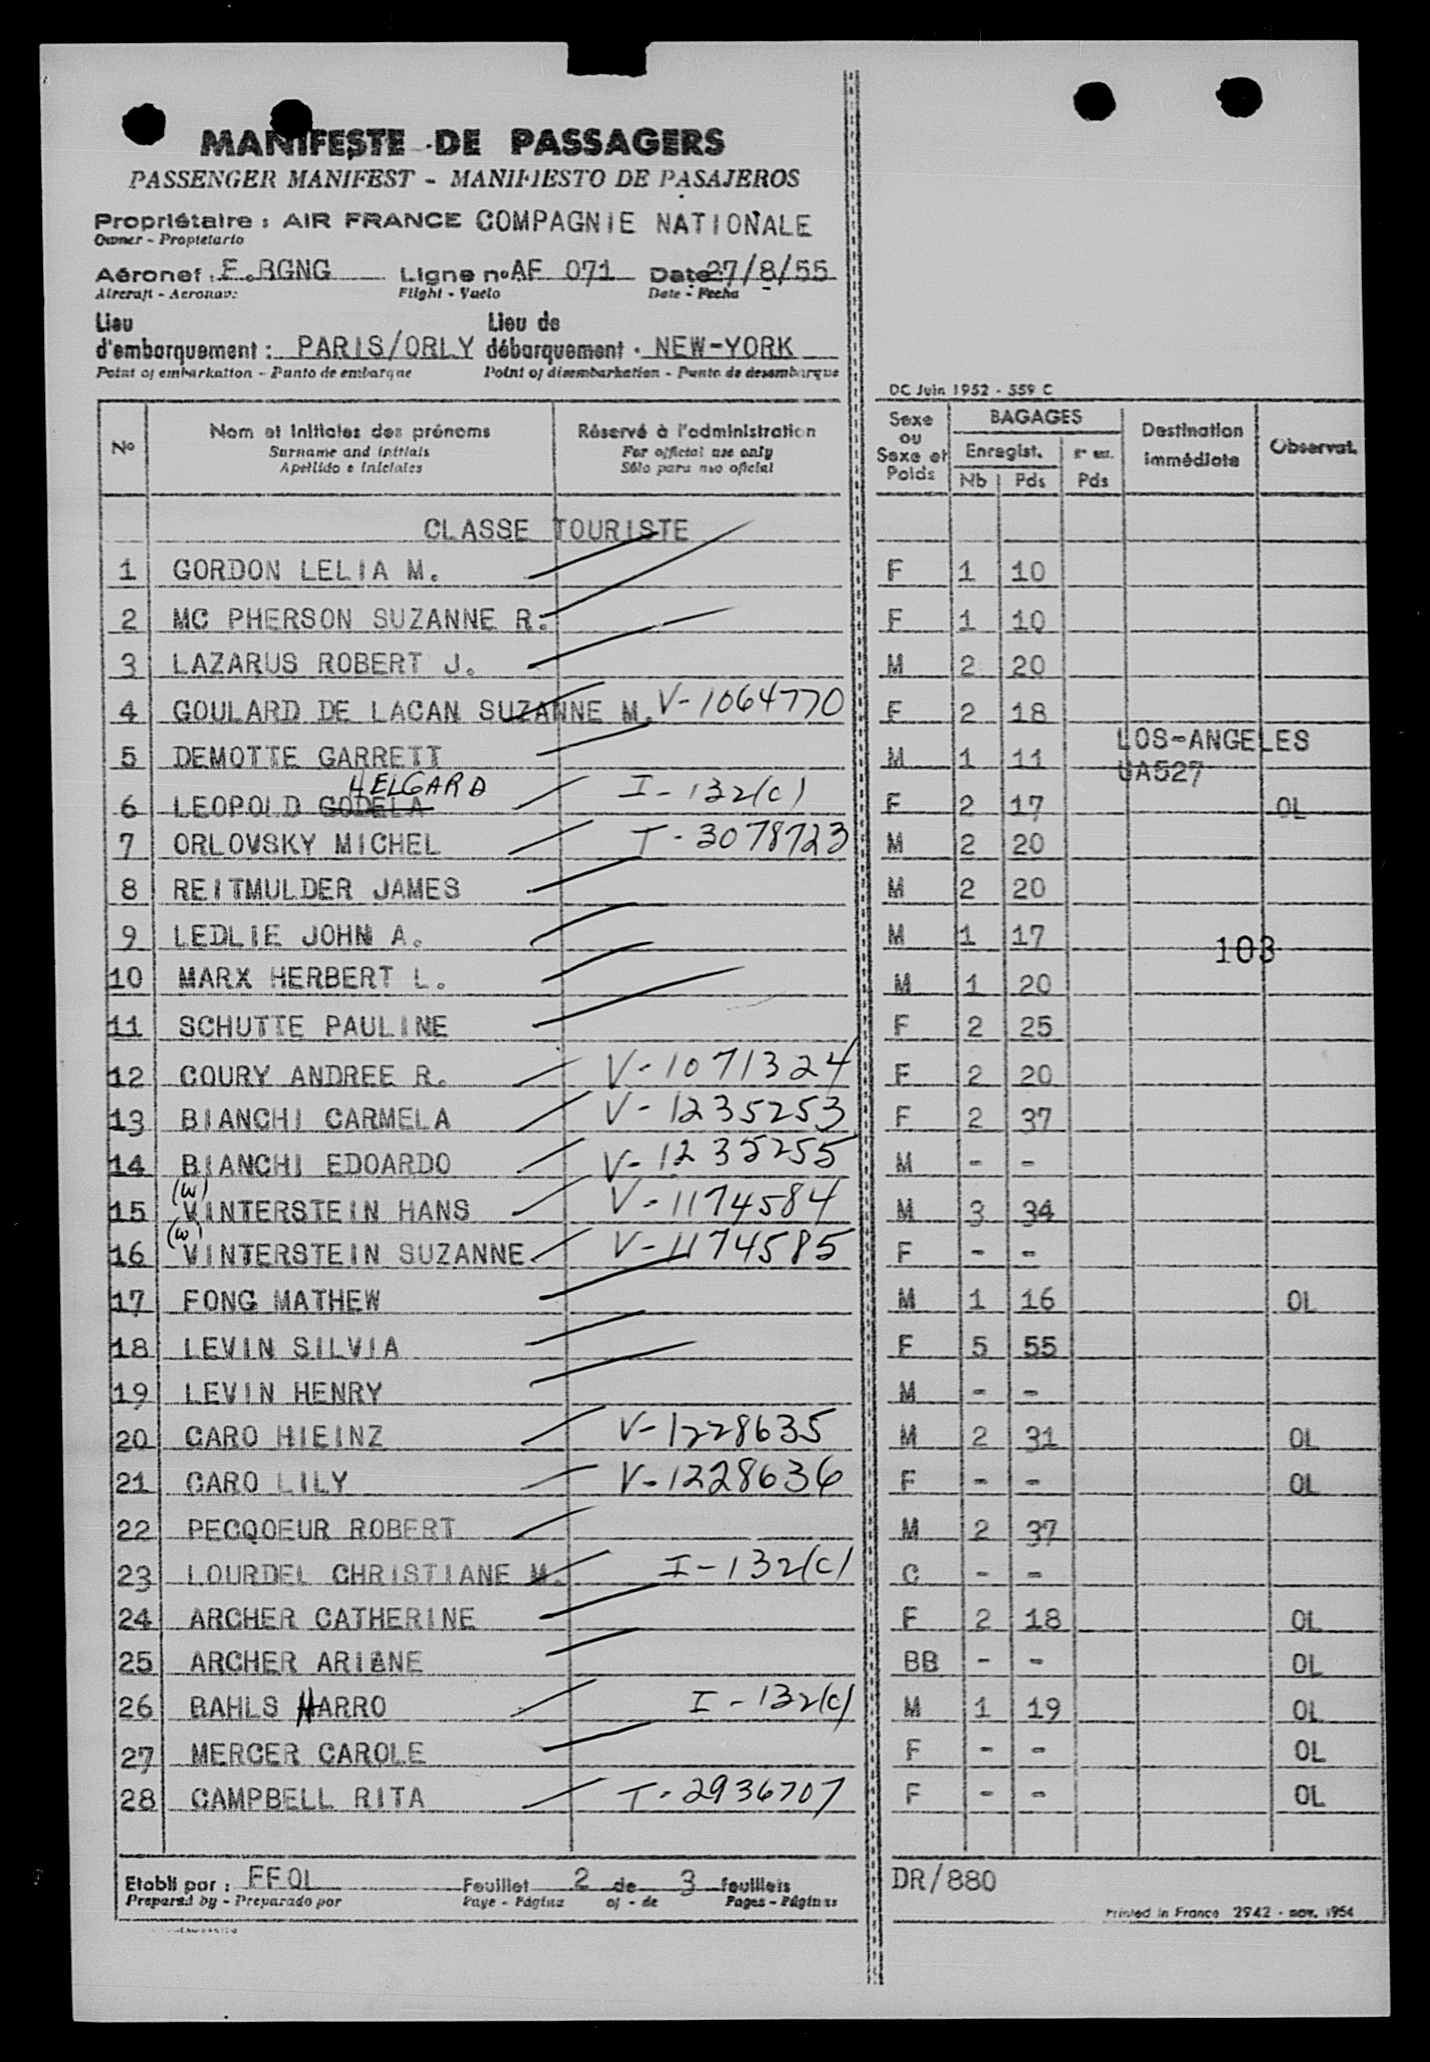 MANIFESTE DE PASSAGERS
PASSENGER MANIFEST - MANIFIESTO DE PASAJEROS
Propriétaire : AIR FRANCE COMPAGNIE NATIONALE
Owner - Propietario
Aéronef : F.BGNG Ligne no AF 071 Date 27/8/55
Aircraft - Aeronave Flight - Vuelo Date - Fecha
Lieu Lieu de
d'embarquement : PARIS/ORLY débarquement . NEW-YORK
Point of embarkation - Punto de embarque Point of disembarkation - Punto de desembarque
DC Juin 1952 - 559 C
No Nom et initiales des prénoms Réservé à l'administration Sexe BAGAGES Destination Observat.
Surname and initials For official use only ou Enregist. immédiate
Apellido e iniciales Sólo para uso oficial Sexe et Poids Nb Pds Pds
CLASSE TOURISTE
1 GORDON LELIA M. F 1 10
2 MC PHERSON SUZANNE R. F 1 10
3 LAZARUS ROBERT J. M 2 20
4 GOULARD DE LACAN SUZANNE M. V-1064770 F 2 18
5 DEMOTTE GARRETT M 1 11 LOS-ANGELES UA527
HELGARD
6 LEOPOLD GODELA I-132(c) F 2 17 OL
7 ORLOVSKY MICHEL T-3078723 M 2 20
8 REITMULDER JAMES M 2 20
9 LEDLIE JOHN A. M 1 17
103
10 MARX HERBERT L. M 1 20
11 SCHUTTE PAULINE F 2 25
12 COURY ANDREE R. V-1071324 F 2 20
13 BIANCHI CARMELA V-1235253 F 2 37
14 BIANCHI EDOARDO V-1235255 M - -
(W)
15 VINTERSTEIN HANS V-1174584 M 3 34
(W)
16 VINTERSTEIN SUZANNE V-1174585 F - -
17 FONG MATHEW M 1 16 OL
18 LEVIN SILVIA F 5 55
19 LEVIN HENRY M - -
20 CARO HIEINZ V-1228635 M 2 31 OL
21 CARO LILY V-1228636 F - - OL
22 PECQOEUR ROBERT M 2 37
23 LOURDEL CHRISTIANE M. I-132(c) C - -
24 ARCHER CATHERINE F 2 18 OL
25 ARCHER ARIANE BB - - OL
26 BAHLS HARRO I-132(c) M 1 19 OL
27 MERCER CAROLE F - - OL
28 CAMPBELL RITA T-2936707 F - - OL
Etabli par : FFOL Feuillet 2 de 3 feuillets DR/880
Prepared by - Preparado por Page - Página of - de Pages - Páginas
Printed in France 2942 - nov. 1954